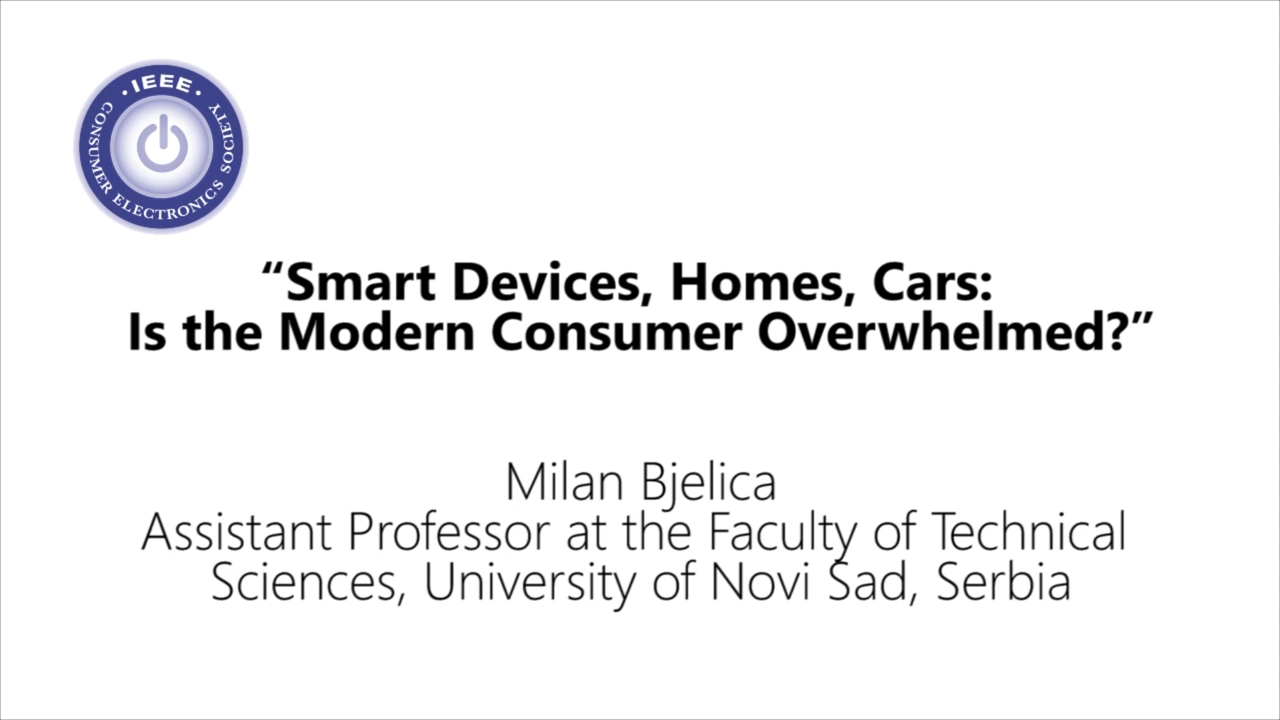 • IEEE •
CONSUMER ELECTRONICS SOCIETY
“Smart Devices, Homes, Cars:
Is the Modern Consumer Overwhelmed?”
Milan Bjelica
Assistant Professor at the Faculty of Technical
Sciences, University of Novi Sad, Serbia